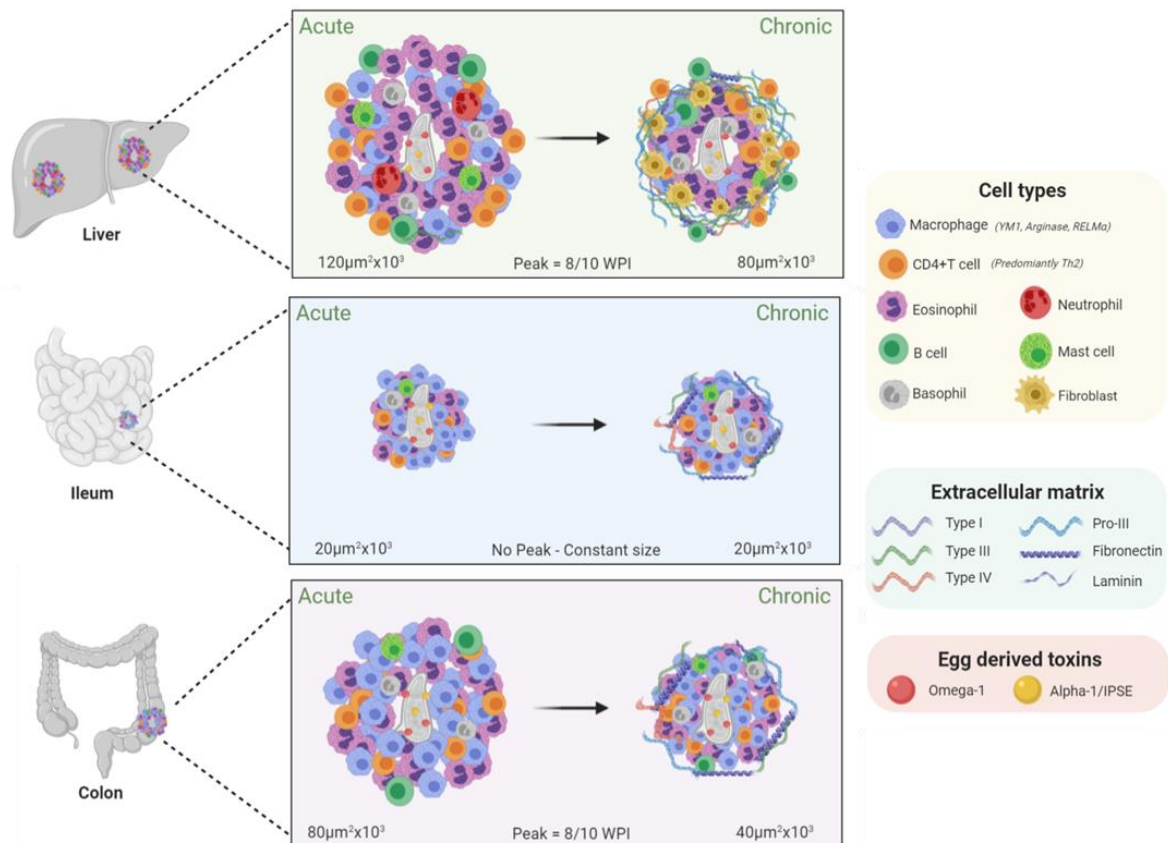 Acute
Chronic
120µm²x10³
Peak = 8/10 WPI
80µm²x10³
Liver
Acute
Chronic
20µm²x10³
No Peak - Constant size
20µm²x10³
Ileum
Acute
Chronic
80µm²x10³
Peak = 8/10 WPI
40µm²x10³
Colon
Cell types
Macrophage (YM1, Arginase, RELMα)
CD4+T cell (Predomiantly Th2)
Eosinophil
Neutrophil
B cell
Mast cell
Basophil
Fibroblast
Extracellular matrix
Type I
Pro-III
Type III
Fibronectin
Type IV
Laminin
Egg derived toxins
Omega-1
Alpha-1/IPSE